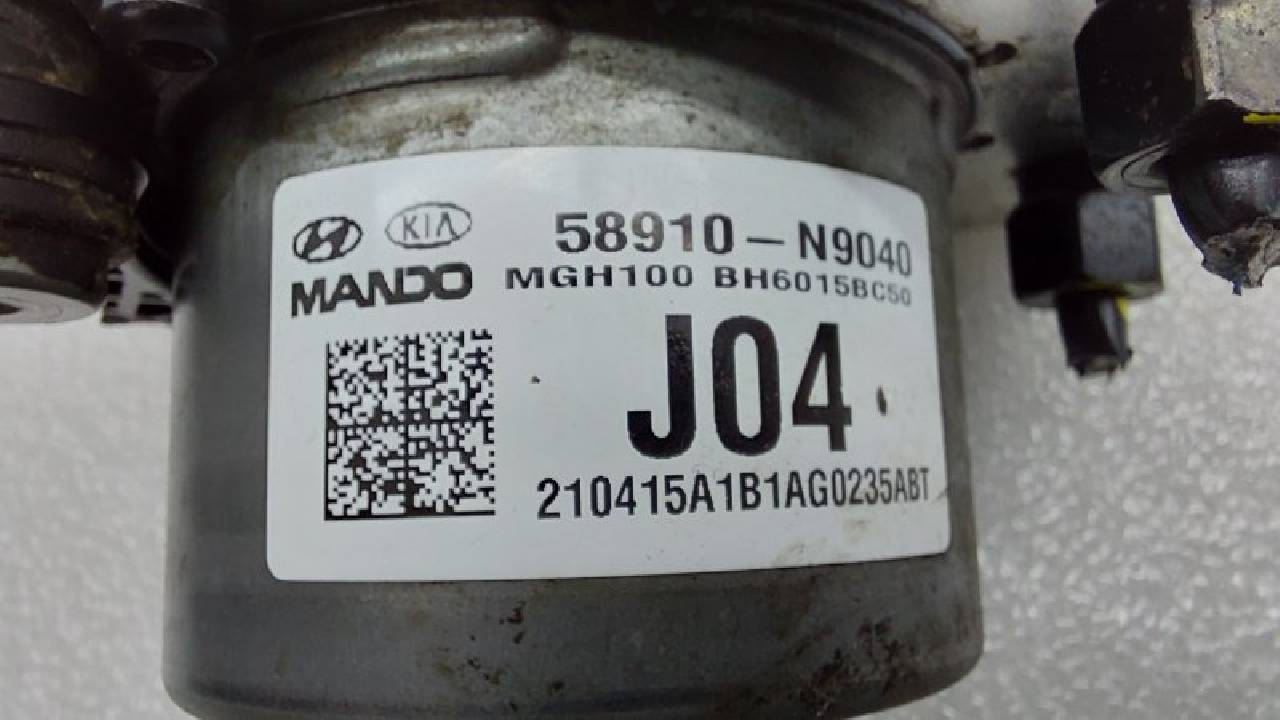 KIA
MANDO
58910-N9040
MGH100 BH6015BC50
J04
210415A1B1AG0235ABT